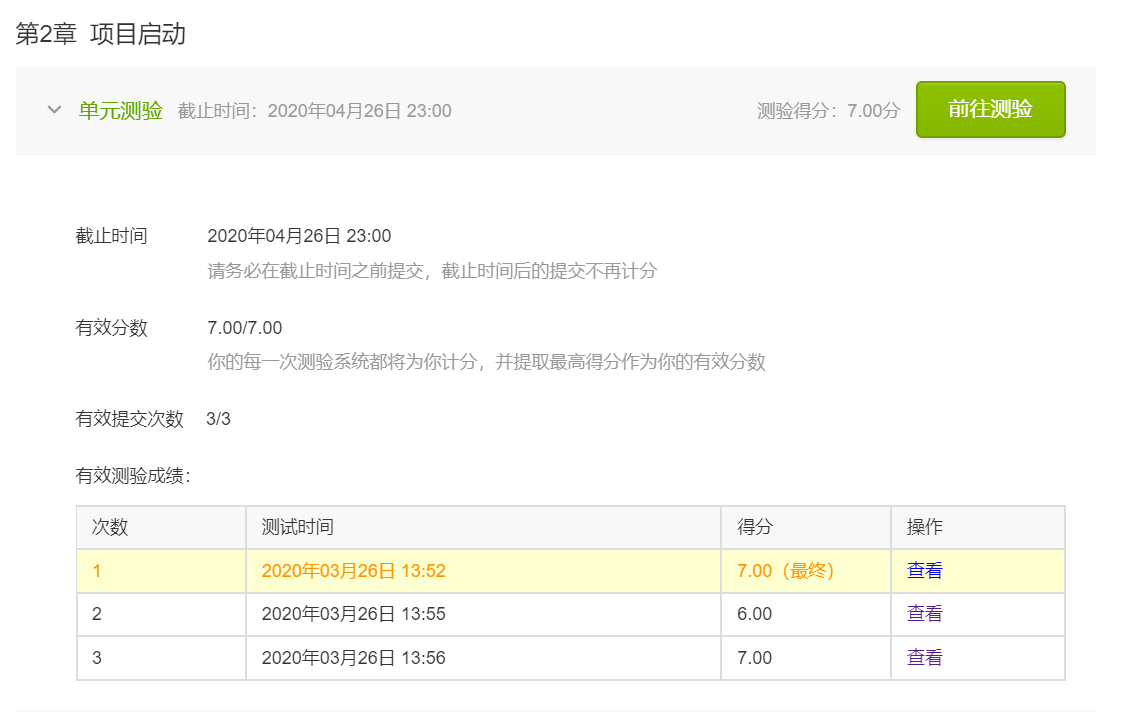 第2章 项目启动
单元测验 截止时间：2020年04月26日 23:00 测验得分：7.00分 前往测验
截止时间 2020年04月26日 23:00
请务必在截止时间之前提交，截止时间后的提交不再计分
有效分数 7.00/7.00
你的每一次测验系统都将为你计分，并提取最高得分作为你的有效分数
有效提交次数 3/3
有效测验成绩：
次数 测试时间 得分 操作
1 2020年03月26日 13:52 7.00（最终） 查看
2 2020年03月26日 13:55 6.00 查看
3 2020年03月26日 13:56 7.00 查看